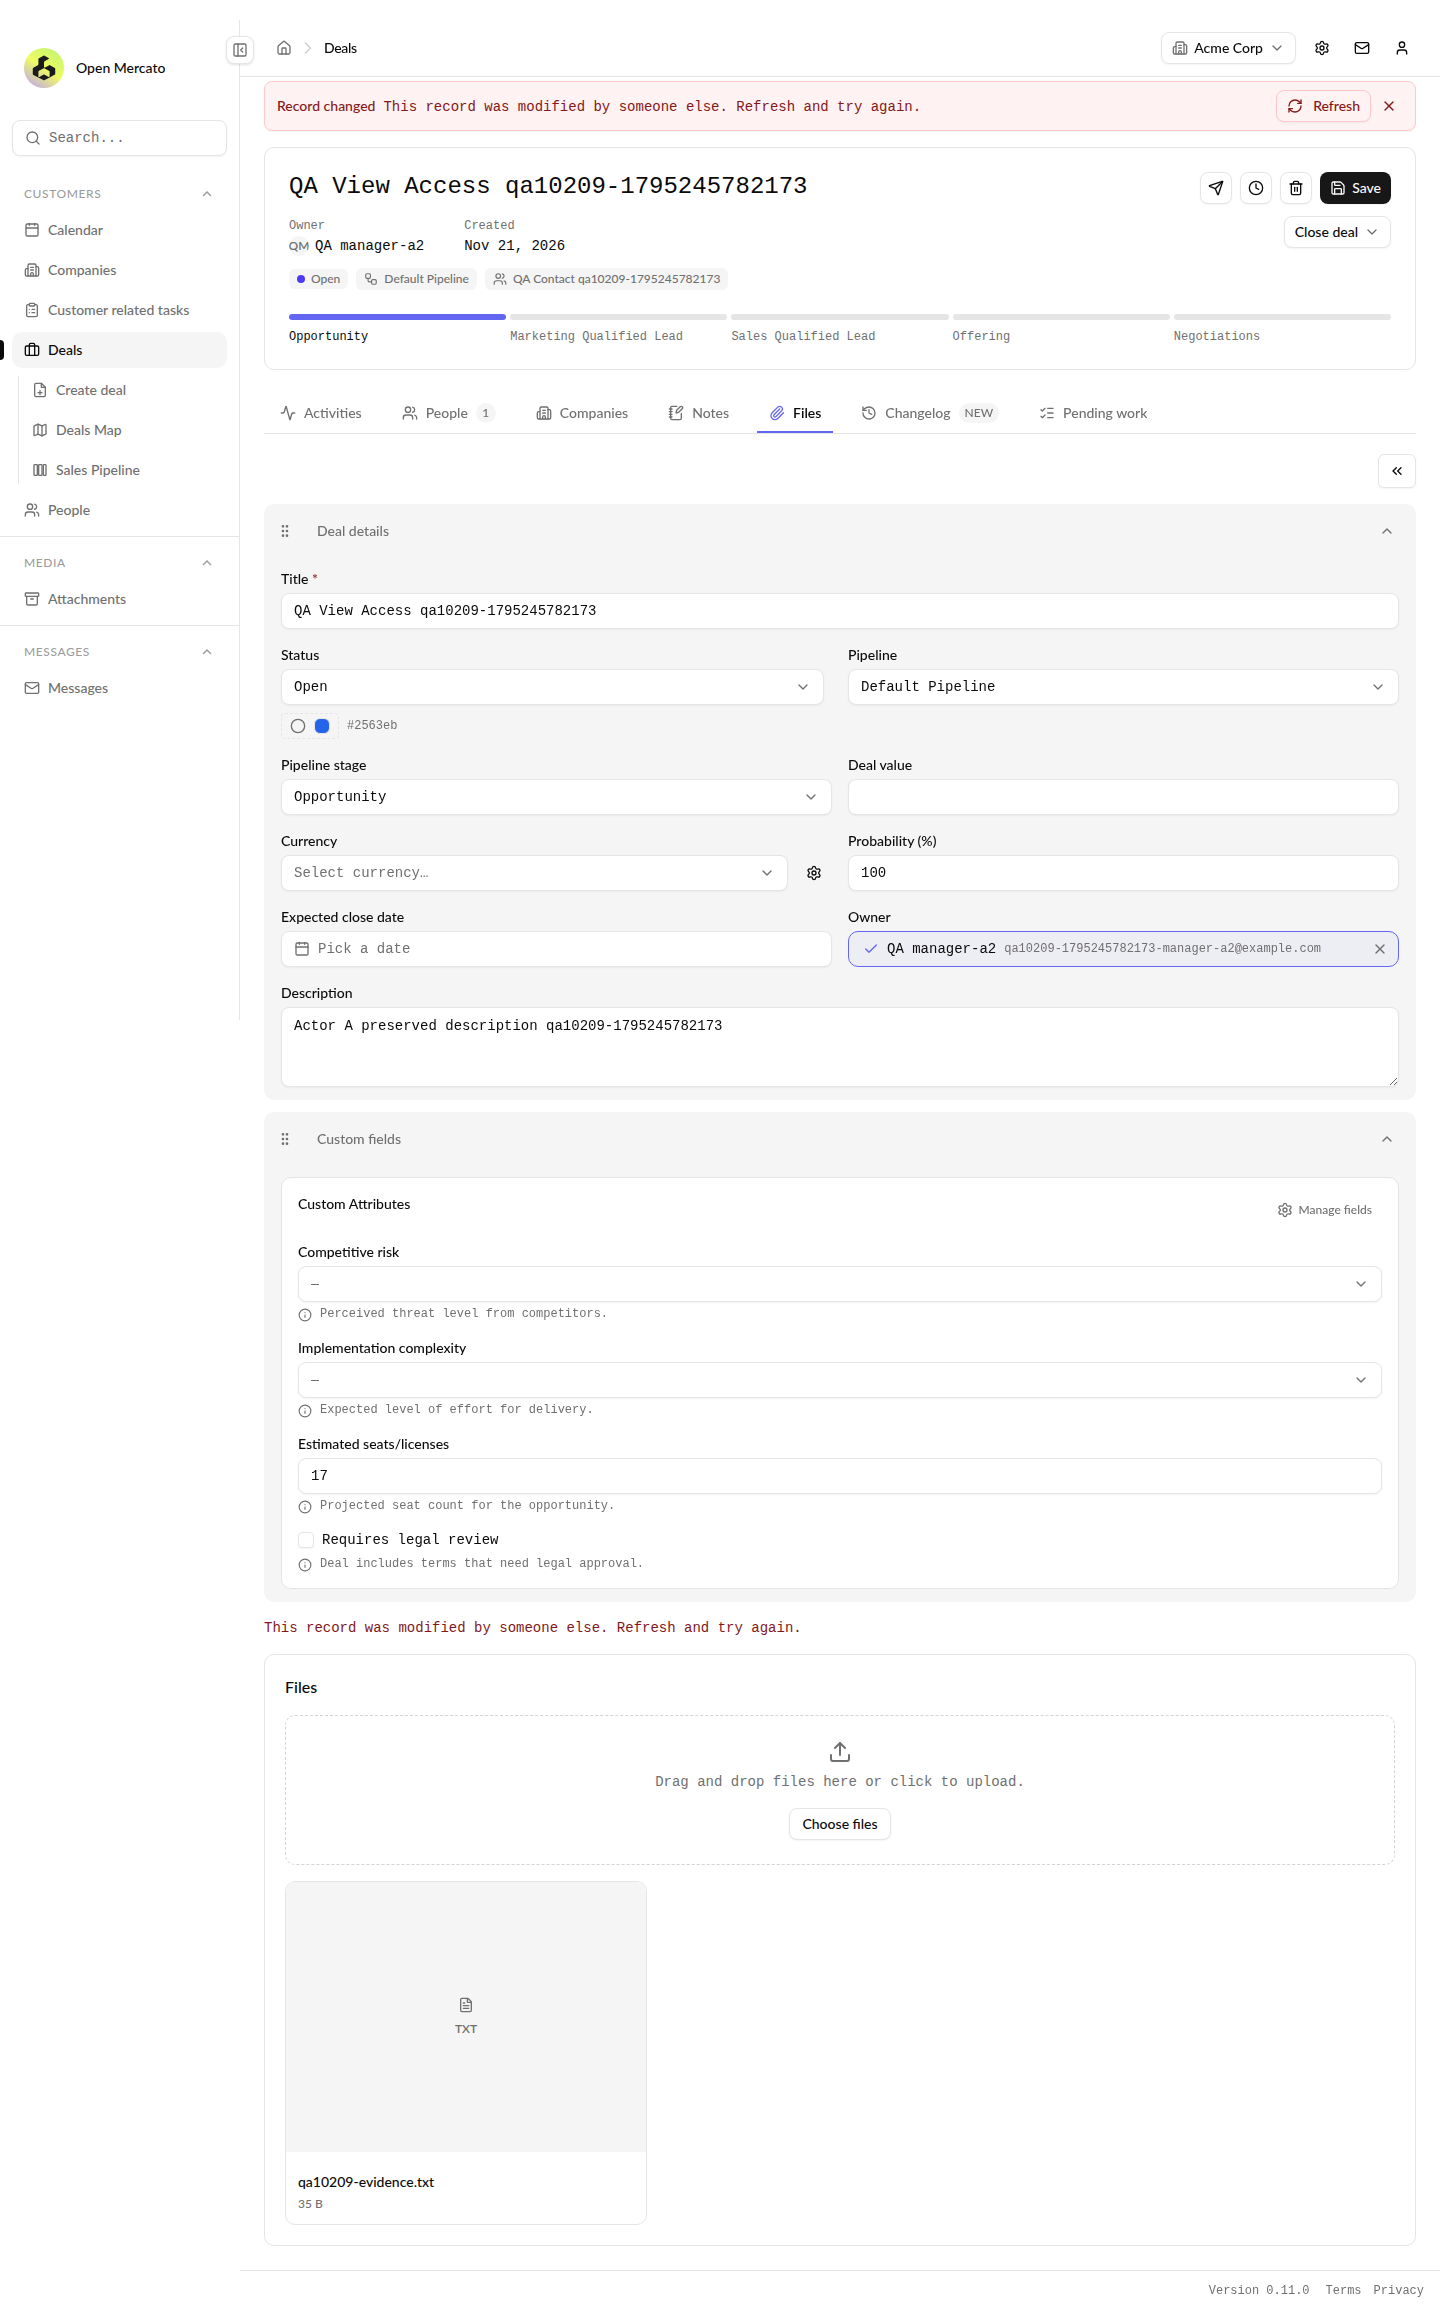 Open Mercato
Deals
Acme Corp
Search...
CUSTOMERS
Calendar
Companies
Customer related tasks
Deals
Create deal
Deals Map
Sales Pipeline
People
MEDIA
Attachments
MESSAGES
Messages
Record changed This record was modified by someone else. Refresh and try again.
Refresh
QA View Access qa10209-1795245782173
Save
Owner
Created
QM QA manager-a2
Nov 21, 2026
Close deal
Open
Default Pipeline
QA Contact qa10209-1795245782173
Opportunity
Marketing Qualified Lead
Sales Qualified Lead
Offering
Negotiations
Activities
People 1
Companies
Notes
Files
Changelog NEW
Pending work
Deal details
Title *
QA View Access qa10209-1795245782173
Status
Pipeline
Open
Default Pipeline
#2563eb
Pipeline stage
Deal value
Opportunity
Currency
Probability (%)
Select currency…
100
Expected close date
Owner
Pick a date
QA manager-a2 qa10209-1795245782173-manager-a2@example.com
Description
Actor A preserved description qa10209-1795245782173
Custom fields
Custom Attributes
Manage fields
Competitive risk
—
Perceived threat level from competitors.
Implementation complexity
—
Expected level of effort for delivery.
Estimated seats/licenses
17
Projected seat count for the opportunity.
Requires legal review
Deal includes terms that need legal approval.
This record was modified by someone else. Refresh and try again.
Files
Drag and drop files here or click to upload.
Choose files
TXT
qa10209-evidence.txt
35 B
Version 0.11.0 Terms Privacy